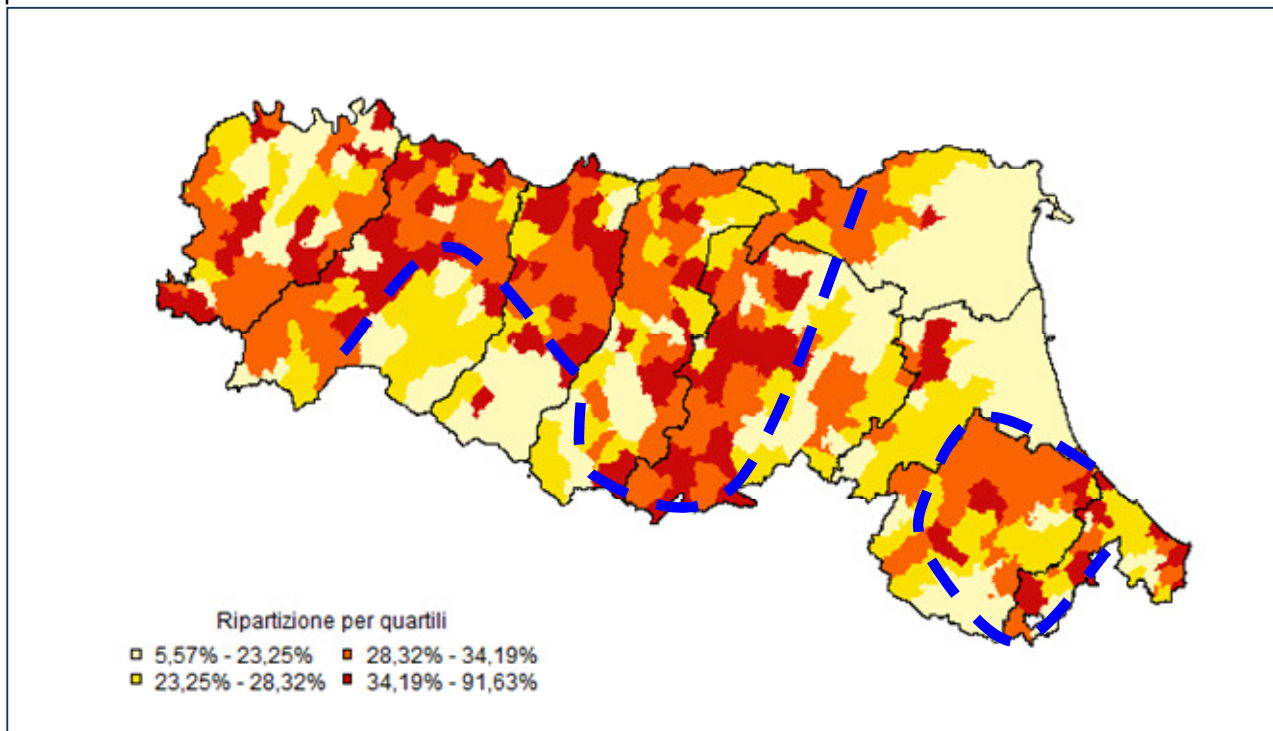 Ripartizione per quartili
5,57% - 23,25% 28,32% - 34,19%
23,25% - 28,32% 34,19% - 91,63%